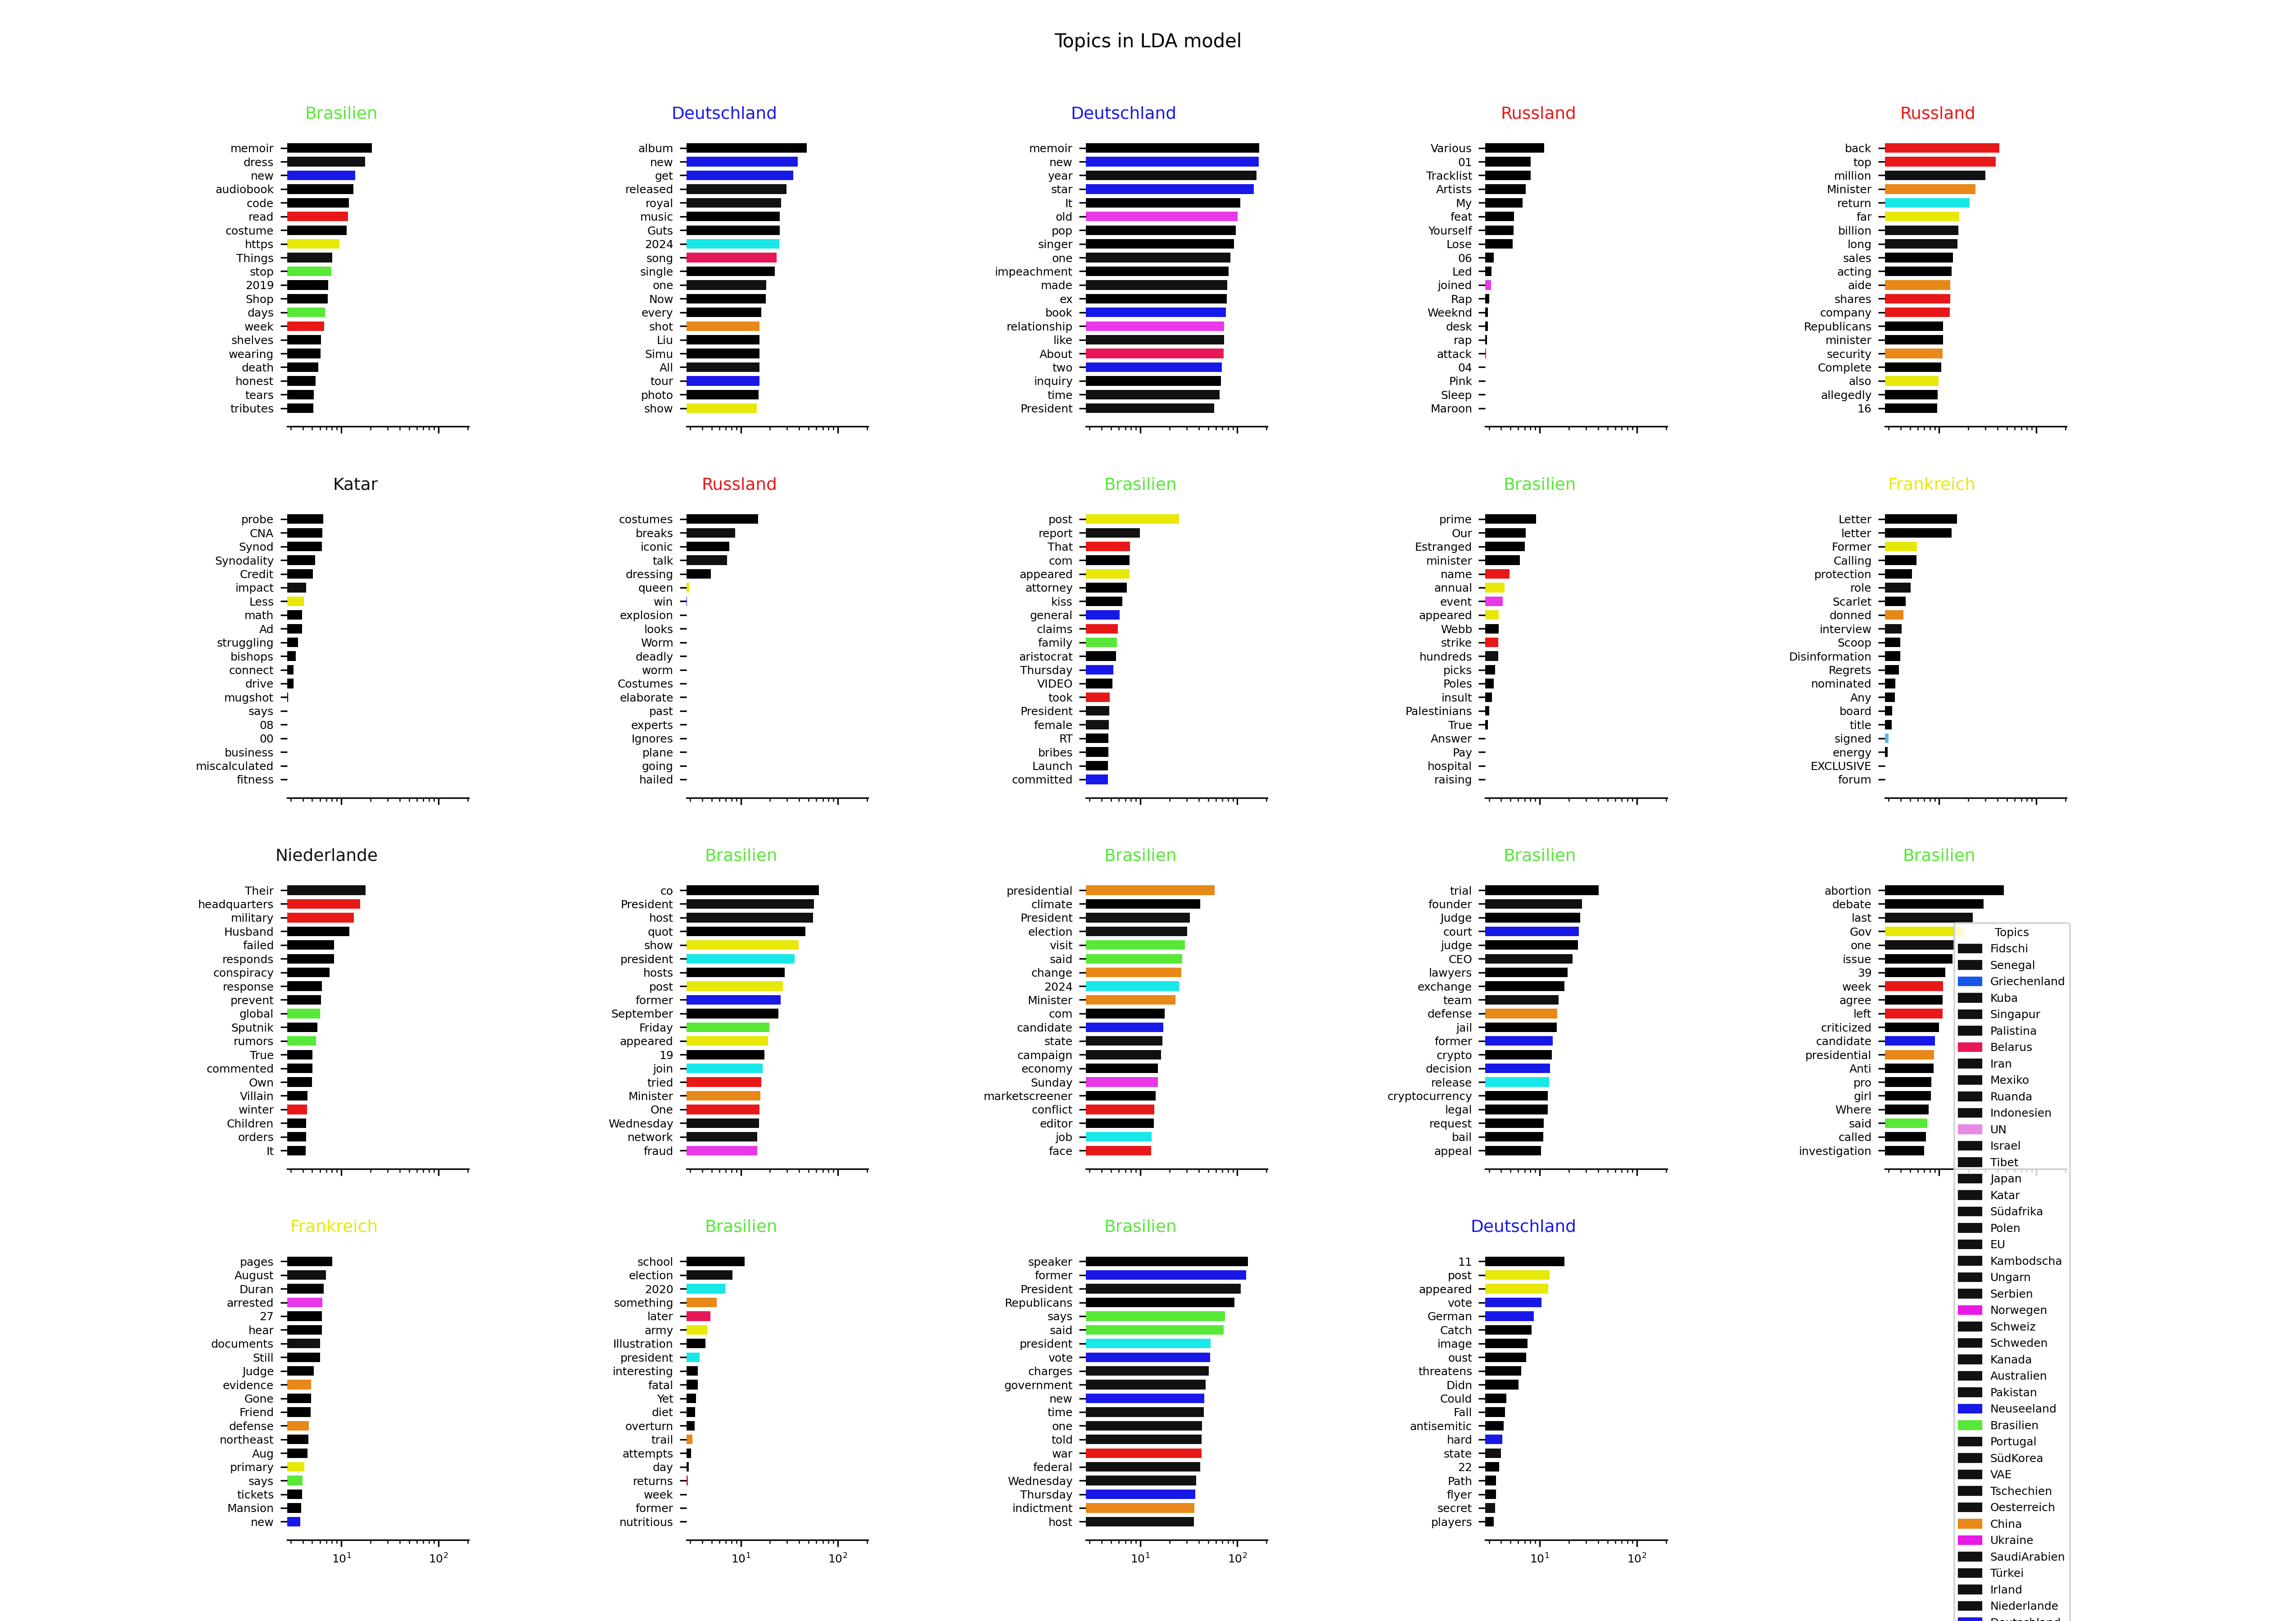 Topics in LDA model
Brasilien
memoir
dress
new
audiobook
code
read
costume
https
Things
stop
2019
Shop
days
week
shelves
wearing
death
honest
tears
tributes
Deutschland
album
new
get
released
royal
music
Guts
2024
song
single
one
Now
every
shot
Liu
Simu
All
tour
photo
show
Deutschland
memoir
new
year
star
It
old
pop
singer
one
impeachment
made
ex
book
relationship
like
About
two
inquiry
time
President
Russland
Various
01
Tracklist
Artists
My
feat
Yourself
Lose
06
Led
joined
Rap
Weeknd
desk
rap
attack
04
Pink
Sleep
Maroon
Russland
back
top
million
Minister
return
far
billion
long
sales
acting
aide
shares
company
Republicans
minister
security
Complete
also
allegedly
16
Katar
probe
CNA
Synod
Synodality
Credit
impact
Less
math
Ad
struggling
bishops
connect
drive
mugshot
says
08
00
business
miscalculated
fitness
Russland
costumes
breaks
iconic
talk
dressing
queen
win
explosion
looks
Worm
deadly
worm
Costumes
elaborate
past
experts
Ignores
plane
going
hailed
Brasilien
post
report
That
com
appeared
attorney
kiss
general
claims
family
aristocrat
Thursday
VIDEO
took
President
female
RT
bribes
Launch
committed
Brasilien
prime
Our
Estranged
minister
name
annual
event
appeared
Webb
strike
hundreds
picks
Poles
insult
Palestinians
True
Answer
Pay
hospital
raising
Frankreich
Letter
letter
Former
Calling
protection
role
Scarlet
donned
interview
Scoop
Disinformation
Regrets
nominated
Any
board
title
signed
energy
EXCLUSIVE
forum
Niederlande
Their
headquarters
military
Husband
failed
responds
conspiracy
response
prevent
global
Sputnik
rumors
True
commented
Own
Villain
winter
Children
orders
It
Brasilien
co
President
host
quot
show
president
hosts
post
former
September
Friday
appeared
19
join
tried
Minister
One
Wednesday
network
fraud
Brasilien
presidential
climate
President
election
visit
said
change
2024
Minister
com
candidate
state
campaign
economy
Sunday
marketscreener
conflict
editor
job
face
Brasilien
trial
founder
Judge
court
judge
CEO
lawyers
exchange
team
defense
jail
former
crypto
decision
release
cryptocurrency
legal
request
bail
appeal
Brasilien
abortion
debate
last
Gov
one
issue
39
week
agree
left
criticized
candidate
presidential
Anti
pro
girl
Where
said
called
investigation
Frankreich
pages
August
Duran
arrested
27
hear
documents
Still
Judge
evidence
Gone
Friend
defense
northeast
Aug
primary
says
tickets
Mansion
new
10¹ 10²
Brasilien
school
election
2020
something
later
army
Illustration
president
interesting
fatal
Yet
diet
overturn
trail
attempts
day
returns
week
former
nutritious
10¹ 10²
Brasilien
speaker
former
President
Republicans
says
said
president
vote
charges
government
new
time
one
told
war
federal
Wednesday
Thursday
indictment
host
10¹ 10²
Deutschland
11
post
appeared
vote
German
Catch
image
oust
threatens
Didn
Could
Fall
antisemitic
hard
state
22
Path
flyer
secret
players
10¹ 10²
Topics
Fidschi
Senegal
Griechenland
Kuba
Singapur
Palistina
Belarus
Iran
Mexiko
Ruanda
Indonesien
UN
Israel
Tibet
Japan
Katar
Südafrika
Polen
EU
Kambodscha
Ungarn
Serbien
Norwegen
Schweiz
Schweden
Kanada
Australien
Pakistan
Neuseeland
Brasilien
Portugal
SüdKorea
VAE
Tschechien
Oesterreich
China
Ukraine
SaudiArabien
Türkei
Irland
Niederlande